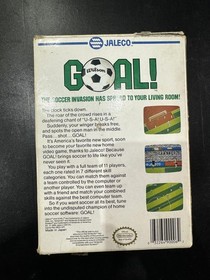 JALECO
GOAL!
Wilson
THE SOCCER INVASION HAS SPREAD TO YOUR LIVING ROOM!
The clock ticks down.
The roar of the crowd rises in a
deafening chant of "U-S-A! U-S-A!"
Suddenly, your winger breaks free,
and spots the open man in the middle.
Pass...shot...GOAL!
It's America's favorite new sport, soon
to become your favorite new home
video game, thanks to Jaleco! Because
GOAL! brings soccer to life like you've
never seen it.
You play with a full team of 11 players,
each one rated in 7 different skill
categories. You can match them against
a team controlled by the computer or
another player. You can even team up
with a friend and match your combined
skills against the best computer team.
So if you want soccer at its best, tune
into the undisputed champion of home
soccer software: GOAL!